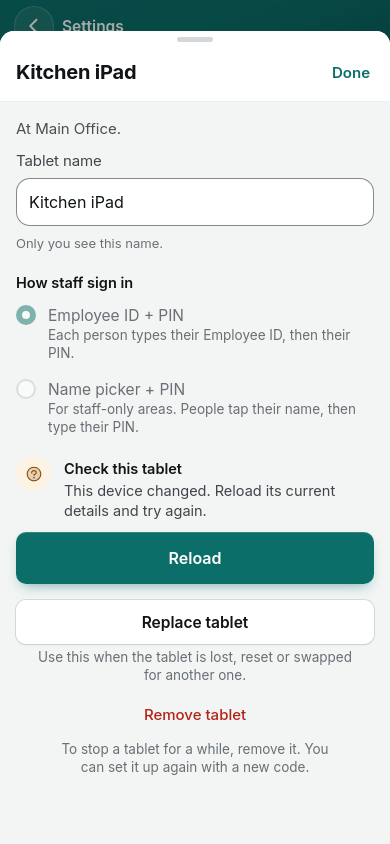 Settings
Kitchen iPad
Done
At Main Office.
Tablet name
Kitchen iPad
Only you see this name.
How staff sign in
Employee ID + PIN
Each person types their Employee ID, then their
PIN.
Name picker + PIN
For staff-only areas. People tap their name, then
type their PIN.
Check this tablet
This device changed. Reload its current
details and try again.
Reload
Replace tablet
Use this when the tablet is lost, reset or swapped
for another one.
Remove tablet
To stop a tablet for a while, remove it. You
can set it up again with a new code.